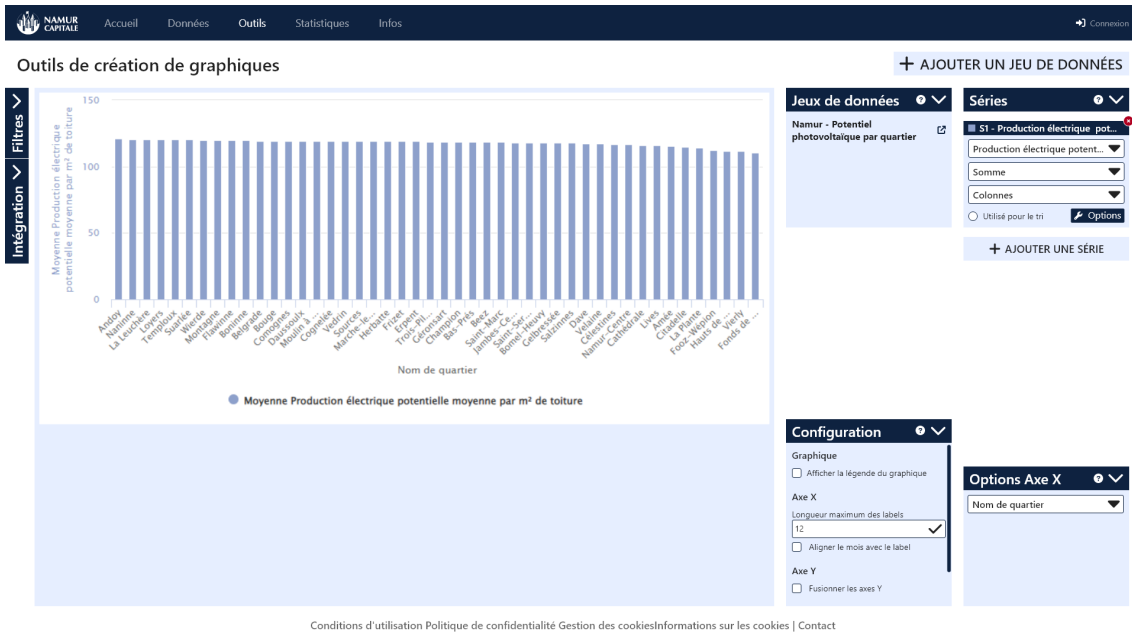 NAMUR
CAPITALE
Accueil
Données
Outils
Statistiques
Infos
Connexion
Outils de création de graphiques
AJOUTER UN JEU DE DONNÉES
Filtres
Intégration
Moyenne Production électrique
potentielle moyenne par m² de toiture
150
100
50
0
Andoy
Naninne
La Leuchère
Loyers
Temploux
Suarlée
Wierde
Montagne
Flawinne
Boninne
Belgrade
Bouge
Comognes
Daussoulx
Moulin à ...
Cognelée
Vedrin
Sources
Marche-le...
Herbatte
Frizet
Erpent
Trois-Pil...
Géronsart
Champion
Bas-Prés
Beez
Saint-Marc
Jambes-Ce...
Saint-Ser...
Bomel-Heuvy
Gelbressée
Salzinnes
Dave
Velaine
Célestines
Namur-Centre
Cathédrale
Lives
Amée
Citadelle
La Plante
Fooz-Wépion
Hauts de ...
Vierly
Fonds de ...
Nom de quartier
Moyenne Production électrique potentielle moyenne par m² de toiture
Jeux de données
Namur - Potentiel
photovoltaïque par quartier
Séries
S1 - Production électrique pot...
Production électrique potent...
Somme
Colonnes
Utilisé pour le tri
Options
AJOUTER UNE SÉRIE
Configuration
Graphique
Afficher la légende du graphique
Axe X
Longueur maximum des labels
12
Aligner le mois avec le label
Axe Y
Fusionner les axes Y
Options Axe X
Nom de quartier
Conditions d'utilisation Politique de confidentialité Gestion des cookiesInformations sur les cookies | Contact